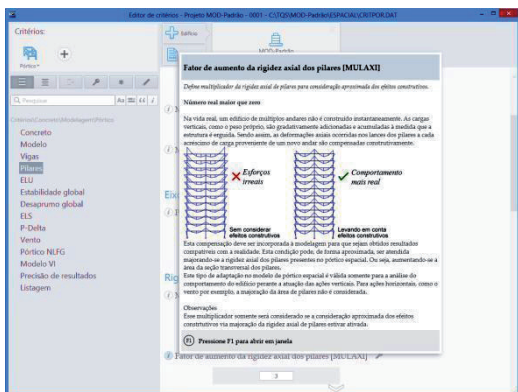 Editor de critérios - Projeto MOD-Padrão - 0001 - C:\TQS\MOD-Padrão\ESPACIAL\CRITPOR.DAT
Critérios:
Edifício
Pórtico
MOD-Padrão
Pesquisa
Critérios\Concreto\Modelagem\Pórtico
Concreto
Modelo
Vigas
Pilares
ELU
Estabilidade global
Desaprumo global
ELS
P-Delta
Vento
Pórtico NLFG
Modelo VI
Precisão de resultados
Listagem
Fator de aumento da rigidez axial dos pilares [MULAXI]
Define multiplicador da rigidez axial de pilares para consideração aproximada dos efeitos construtivos.
Número real maior que zero
Na vida real, um edifício de múltiplos andares não é construído instantaneamente. As cargas
verticais, como o peso próprio, são gradativamente adicionadas e acumuladas à medida que a
estrutura é erguida. Sendo assim, as deformações axiais ocorridas nos lances dos pilares a cada
acréscimo de carga proveniente de um novo andar são compensadas construtivamente.
Esforços
irreais
Comportamento
mais real
Sem considerar
efeitos construtivos
Levando em conta
efeitos construtivos
Esta compensação deve ser incorporada à modelagem para que sejam obtidos resultados
compatíveis com a realidade. Esta condição pode, de forma aproximada, ser atendida
majorando-se a rigidez axial dos pilares presentes no pórtico espacial. Ou seja, aumentando-se a
área da seção transversal dos pilares.
Este tipo de adaptação no modelo de pórtico espacial é válida somente para a análise do
comportamento do edifício perante a atuação das ações verticais. Para ações horizontais, como o
vento por exemplo, a majoração da área de pilares não é considerada.
Observações
Esse multiplicador somente será considerado se a consideração aproximada dos efeitos
construtivos via majoração da rigidez axial de pilares estiver ativada.
F1 Pressione F1 para abrir em janela
Fator de aumento da rigidez axial dos pilares [MULAXI]
3